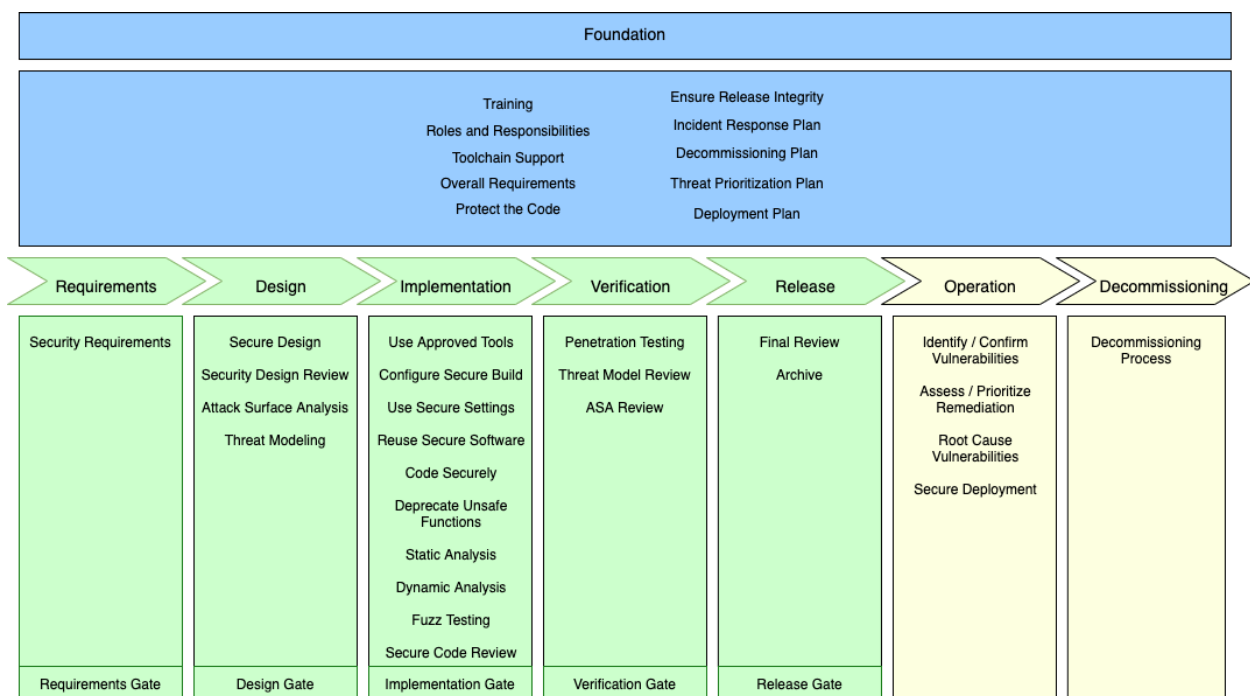 Foundation
Training
Roles and Responsibilities
Toolchain Support
Overall Requirements
Protect the Code
Ensure Release Integrity
Incident Response Plan
Decommissioning Plan
Threat Prioritization Plan
Deployment Plan
Requirements
Design
Implementation
Verification
Release
Operation
Decommissioning
Security Requirements
Requirements Gate
Secure Design
Security Design Review
Attack Surface Analysis
Threat Modeling
Design Gate
Use Approved Tools
Configure Secure Build
Use Secure Settings
Reuse Secure Software
Code Securely
Deprecate Unsafe
Functions
Static Analysis
Dynamic Analysis
Fuzz Testing
Secure Code Review
Implementation Gate
Penetration Testing
Threat Model Review
ASA Review
Verification Gate
Final Review
Archive
Release Gate
Identify / Confirm
Vulnerabilities
Assess / Prioritize
Remediation
Root Cause
Vulnerabilities
Secure Deployment
Decommissioning
Process